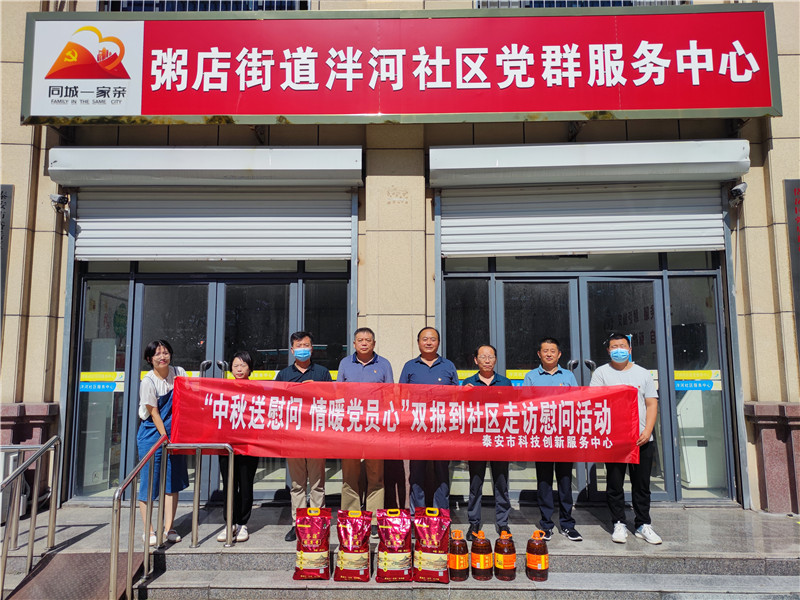 粥店街道泮河社区党群服务中心
同城一家亲
FAMILY IN THE SAME CITY
“中秋送慰问 情暖党员心”双报到社区走访慰问活动
泰安市科技创新服务中心